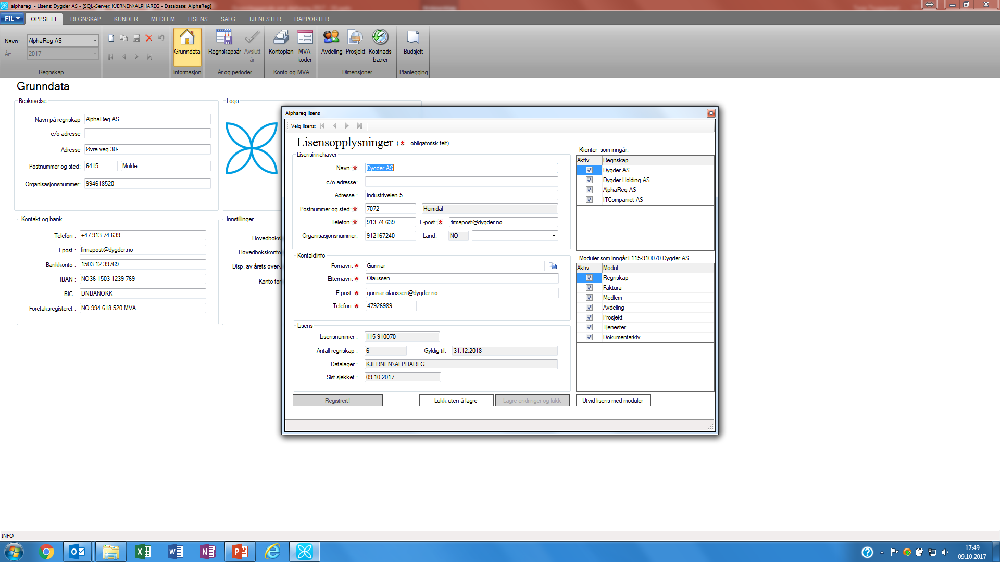 alphareg - Lisens: Dygder AS - [SQL-Server: KJERNEN\ALPHAREG - Database: AlphaReg]
FIL OPPSETT REGNSKAP KUNDER MEDLEM LISENS SALG TJENESTER RAPPORTER
Navn: AlphaReg AS
År: 2017
Regnskap
Grunndata
Informasjon
Regnskapsår Avslutt år
År og perioder
Kontoplan MVA-koder
Konto og MVA
Avdeling Prosjekt Kostnads-bærer
Dimensjoner
Budsjett
Planlegging
Grunndata
Beskrivelse
Navn på regnskap AlphaReg AS
c/o adresse
Adresse Øvre veg 30-
Postnummer og sted: 6415 Molde
Organisasjonsnummer: 994618520
Logo
Kontakt og bank
Telefon : +47 913 74 639
Epost : firmapost@dygder.no
Bankkonto : 1503.12.39769
IBAN : NO36 1503 1239 769
BIC : DNBANOKK
Foretaksregisteret : NO 994 618 520 MVA
Innstillinger
Disp. av årets over-
Konto for
Alphareg lisens
Velg lisens:
Lisensopplysninger ( * = obligatorisk felt)
Lisensinnehaver
Navn: * Dygder AS
c/o adresse:
Adresse : Industriveien 5
Postnummer og sted: * 7072 Heimdal
Telefon: * 913 74 639 E-post: * firmapost@dygder.no
Organisasjonsnummer: 912167240 Land: NO
Kontaktinfo
Fornavn: * Gunnar
Etternavn: * Olaussen
E-post: * gunnar.olaussen@dygder.no
Telefon: * 47926989
Lisens
Lisensnummer : 115-910070
Antall regnskap : 6 Gyldig til: 31.12.2018
Datalager : KJERNEN\ALPHAREG
Sist sjekket : 09.10.2017
Registrert! Lukk uten å lagre Lagre endringer og lukk
Klienter som inngår:
Aktiv Regnskap
Dygder AS
Dygder Holding AS
AlphaReg AS
ITCompaniet AS
Moduler som inngår i 115-910070 Dygder AS
Aktiv Modul
Regnskap
Faktura
Medlem
Avdeling
Prosjekt
Tjenester
Dokumentarkiv
Utvid lisens med moduler
INFO
17:49
09.10.2017